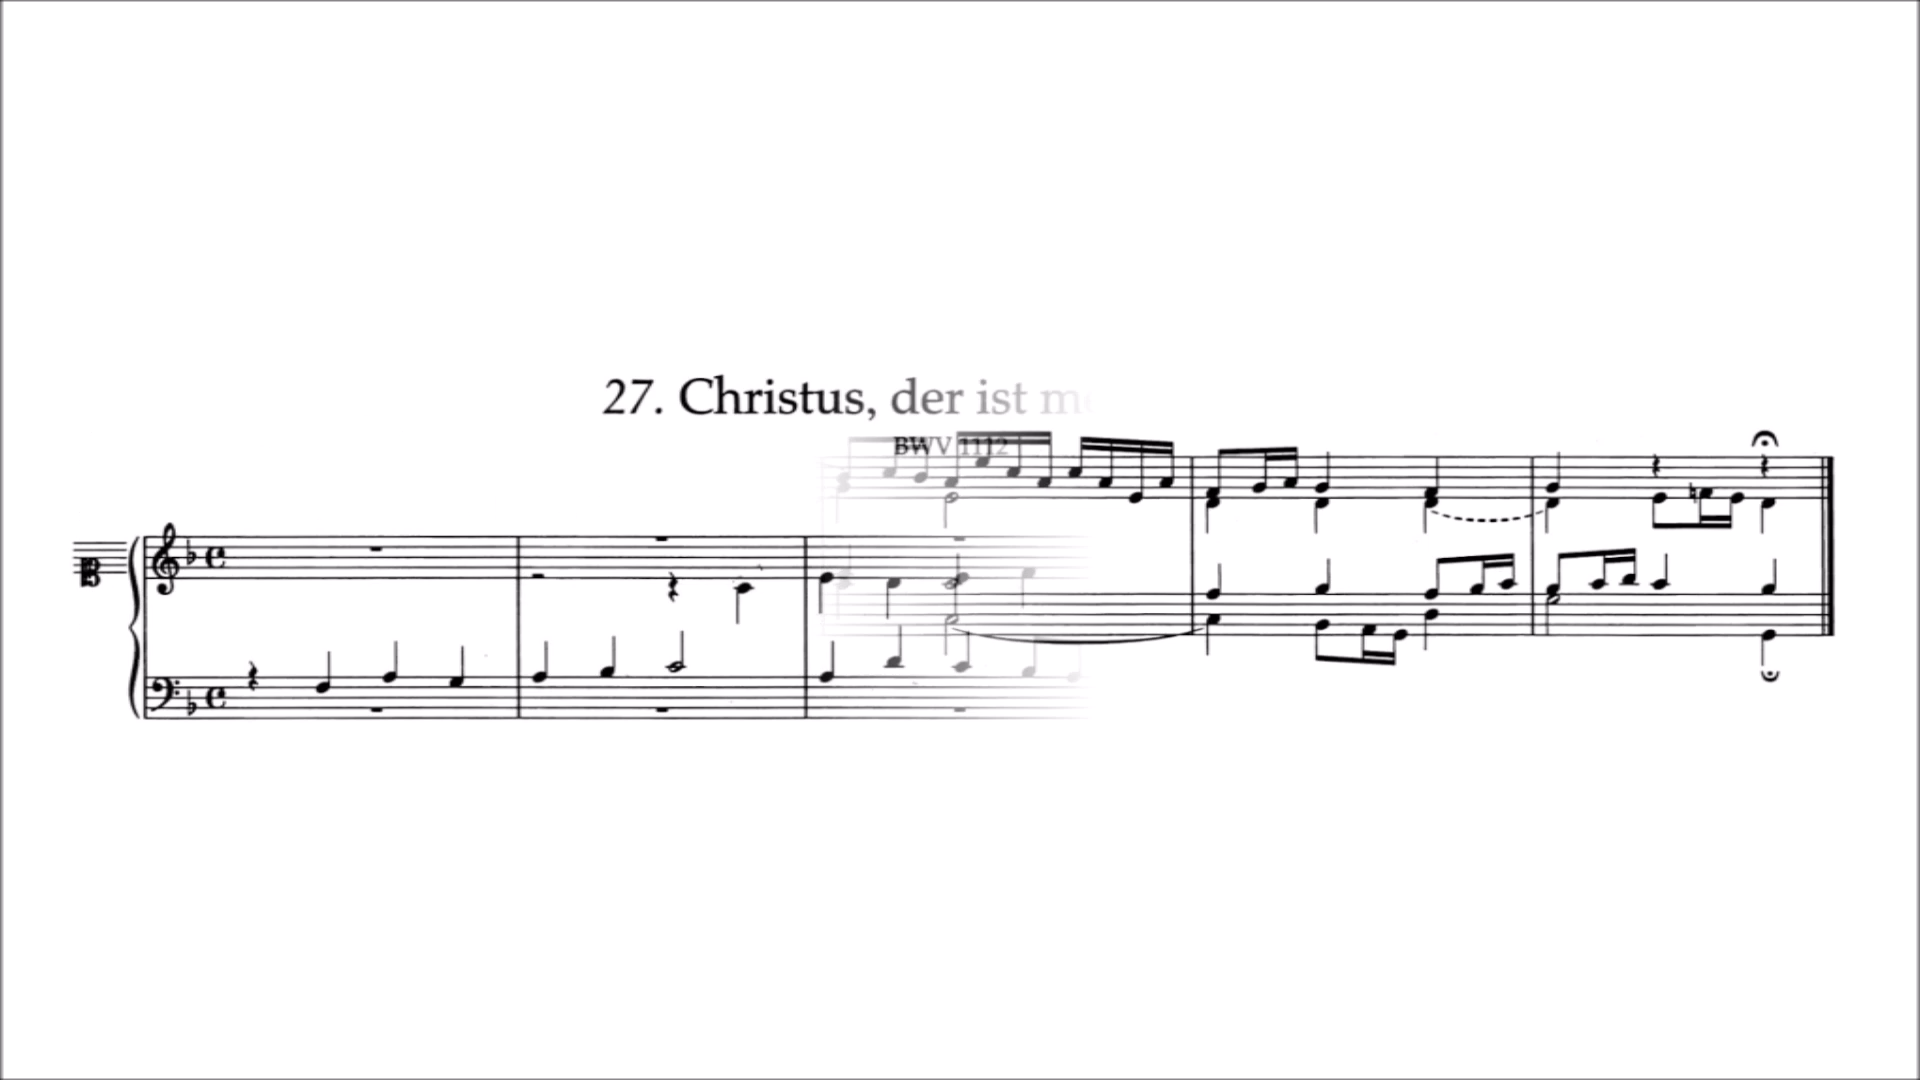 27. Christus, der ist
BWV 1112